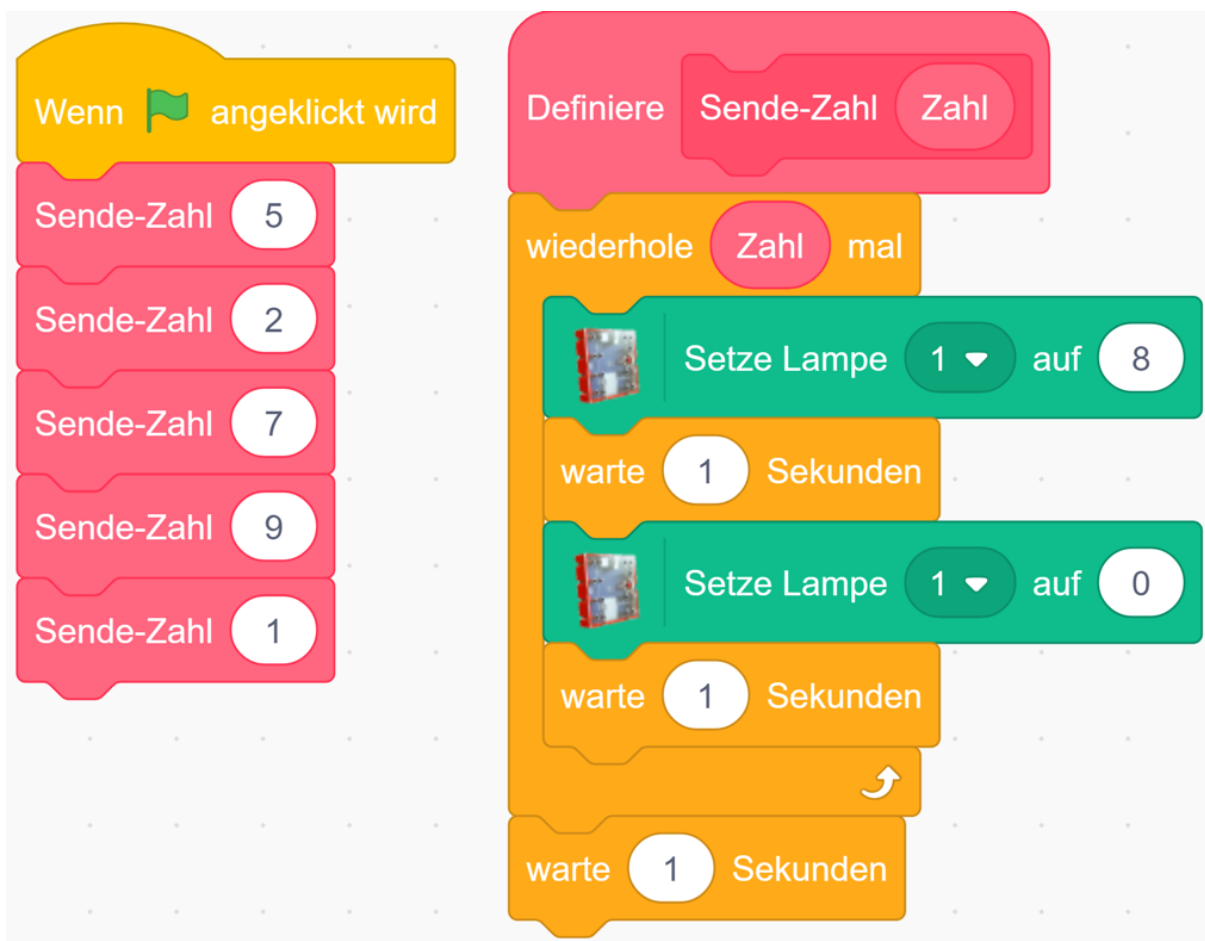 Wenn angeklickt wird
Sende-Zahl 5
Sende-Zahl 2
Sende-Zahl 7
Sende-Zahl 9
Sende-Zahl 1
Definiere Sende-Zahl Zahl
wiederhole Zahl mal
Setze Lampe 1 auf 8
warte 1 Sekunden
Setze Lampe 1 auf 0
warte 1 Sekunden
warte 1 Sekunden